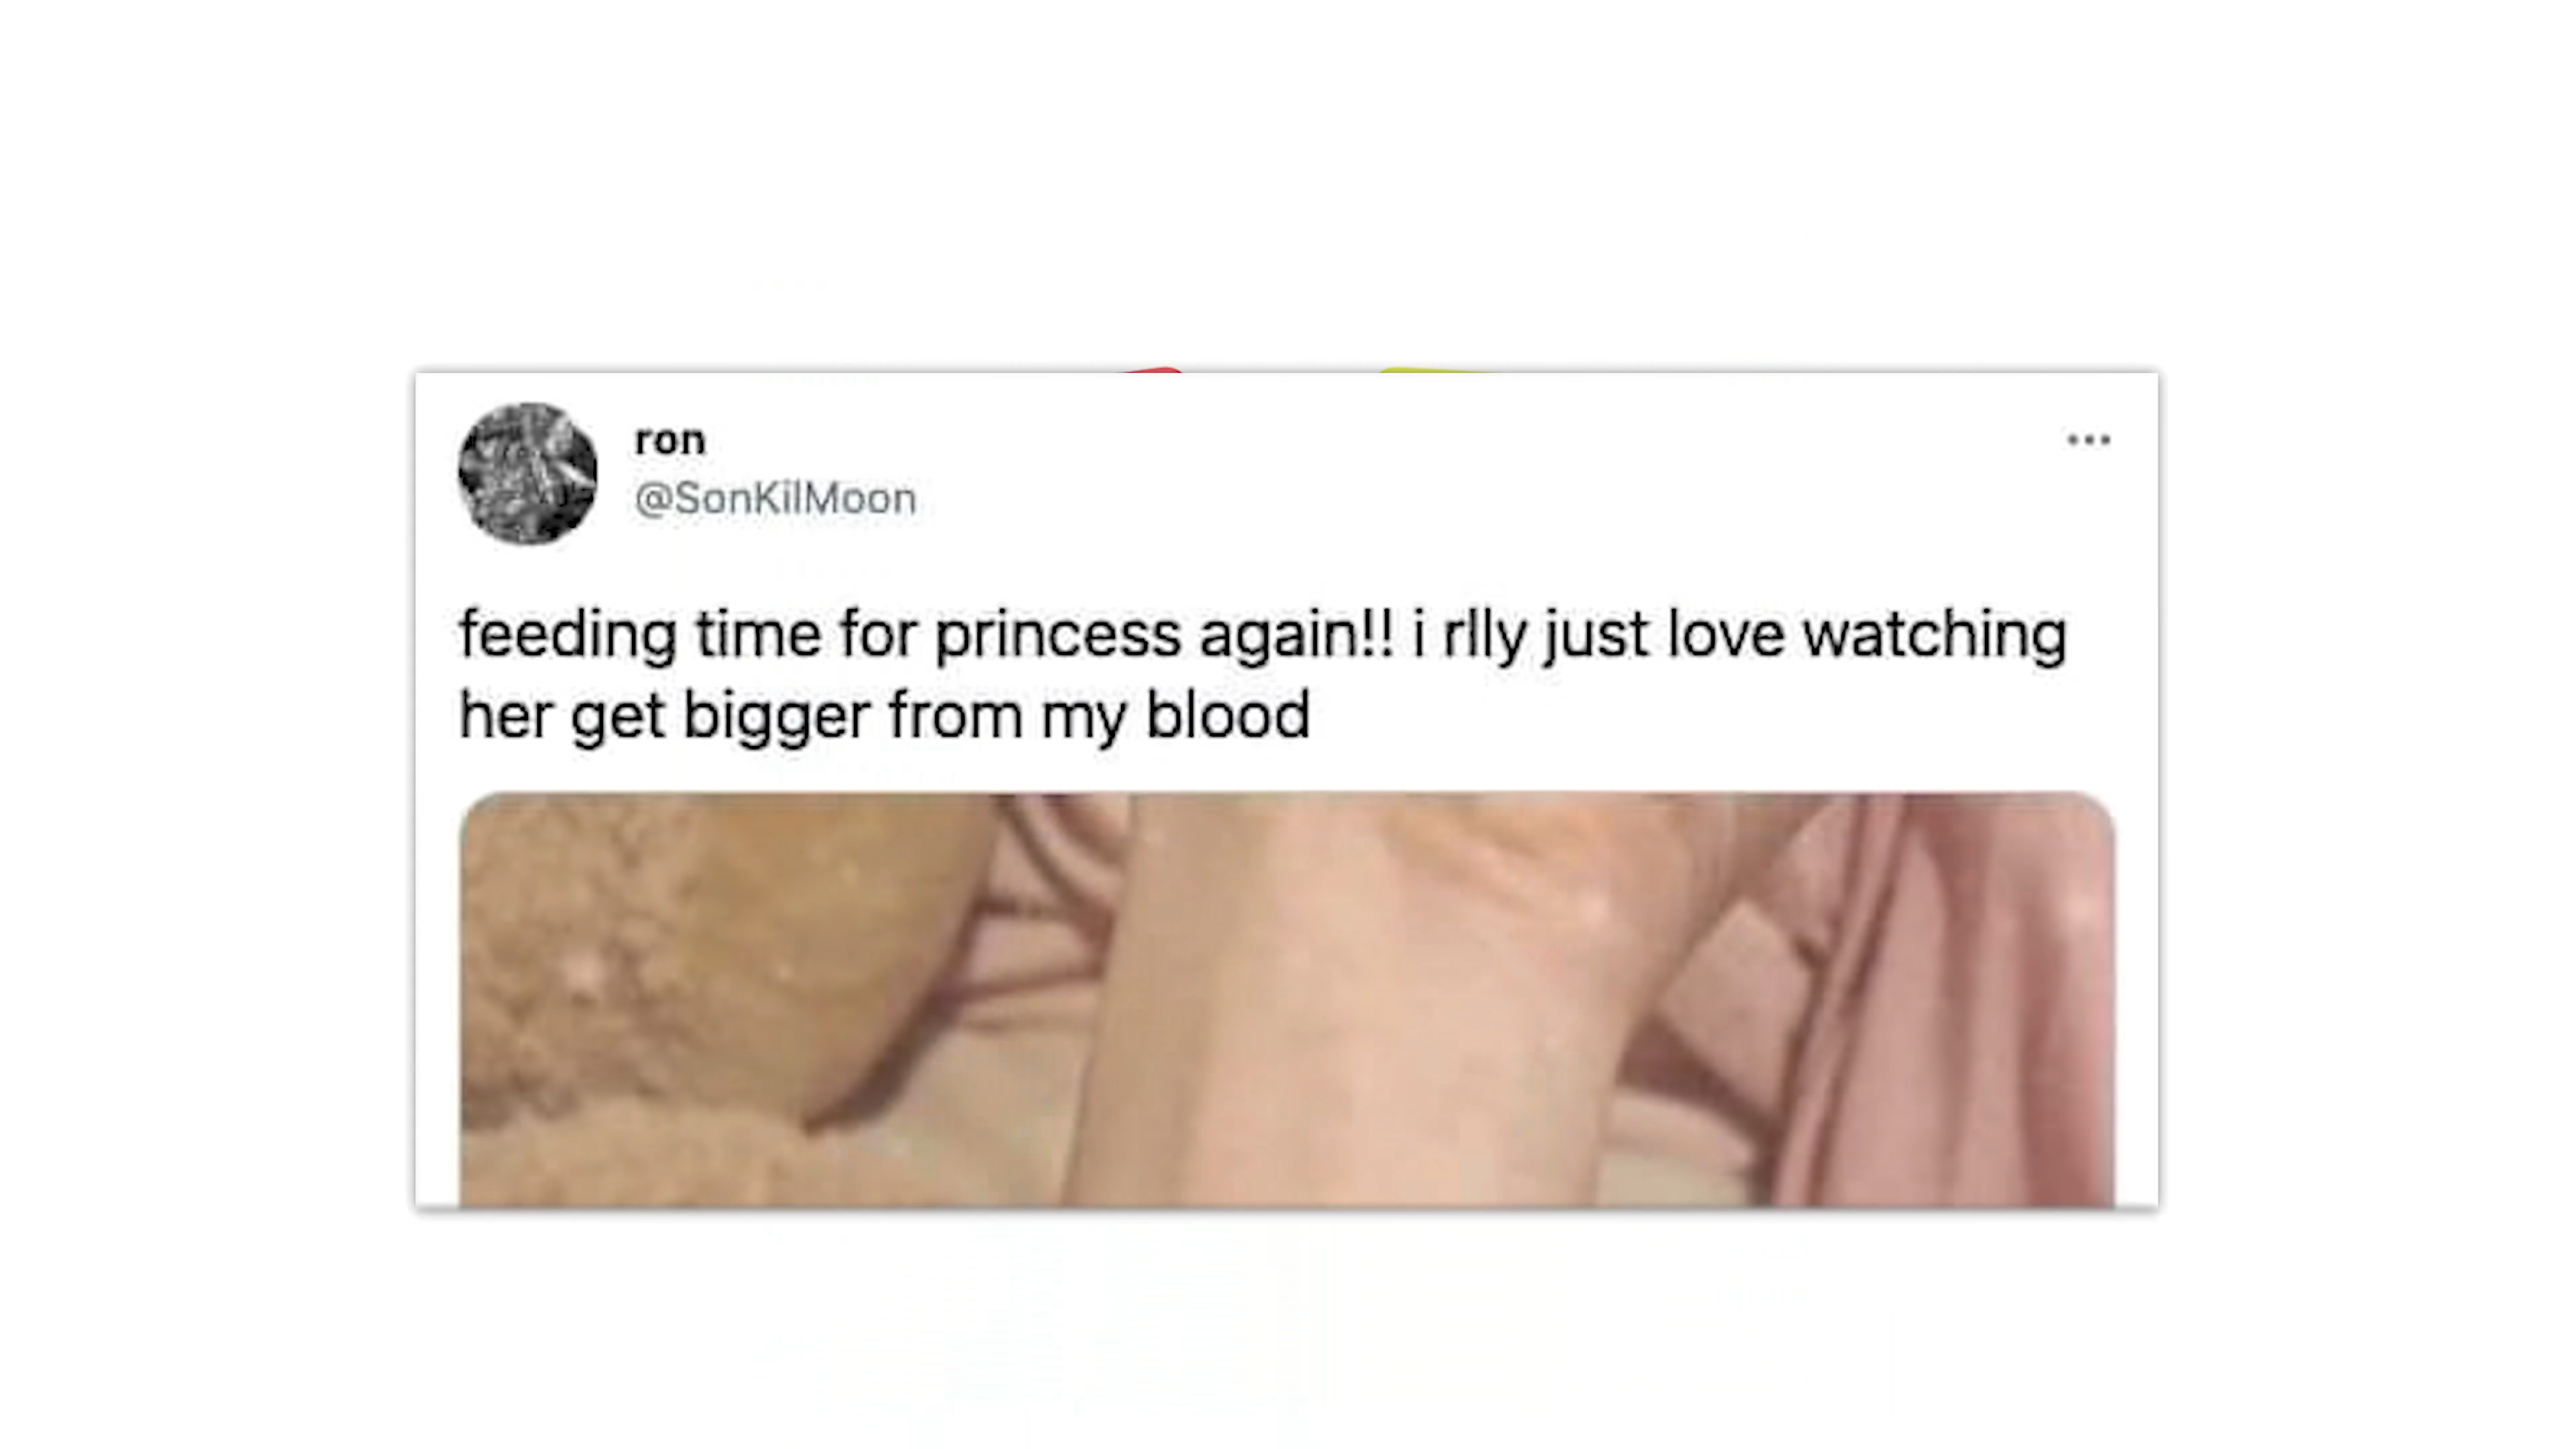 ron
@SonKilMoon
feeding time for princess again!! i rlly just love watching
her get bigger from my blood